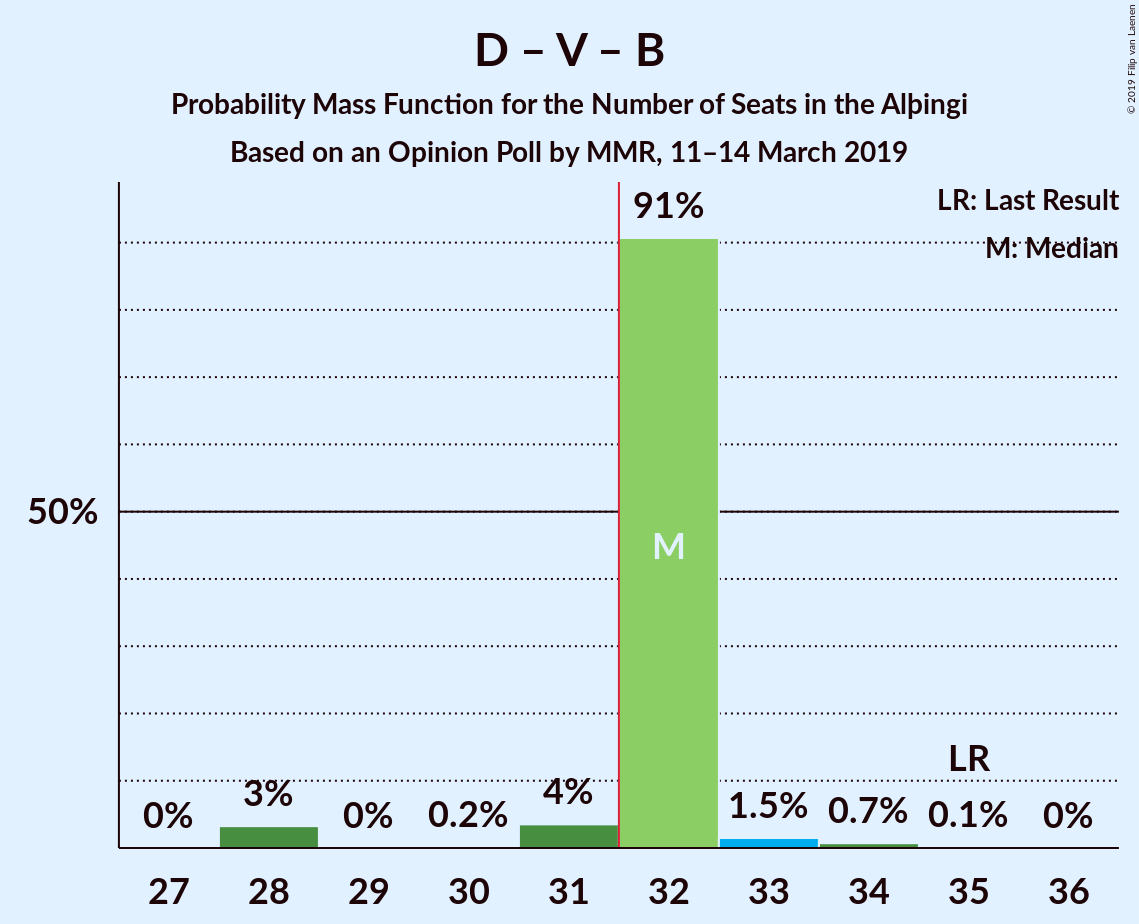 D – V – B
Probability Mass Function for the Number of Seats in the Alþingi
Based on an Opinion Poll by MMR, 11–14 March 2019
© 2019 Filip van Laenen
LR: Last Result
M: Median
91%
50%
M
LR
0%
3%
0%
0.2%
4%
1.5%
0.7%
0.1%
0%
27 28 29 30 31 32 33 34 35 36